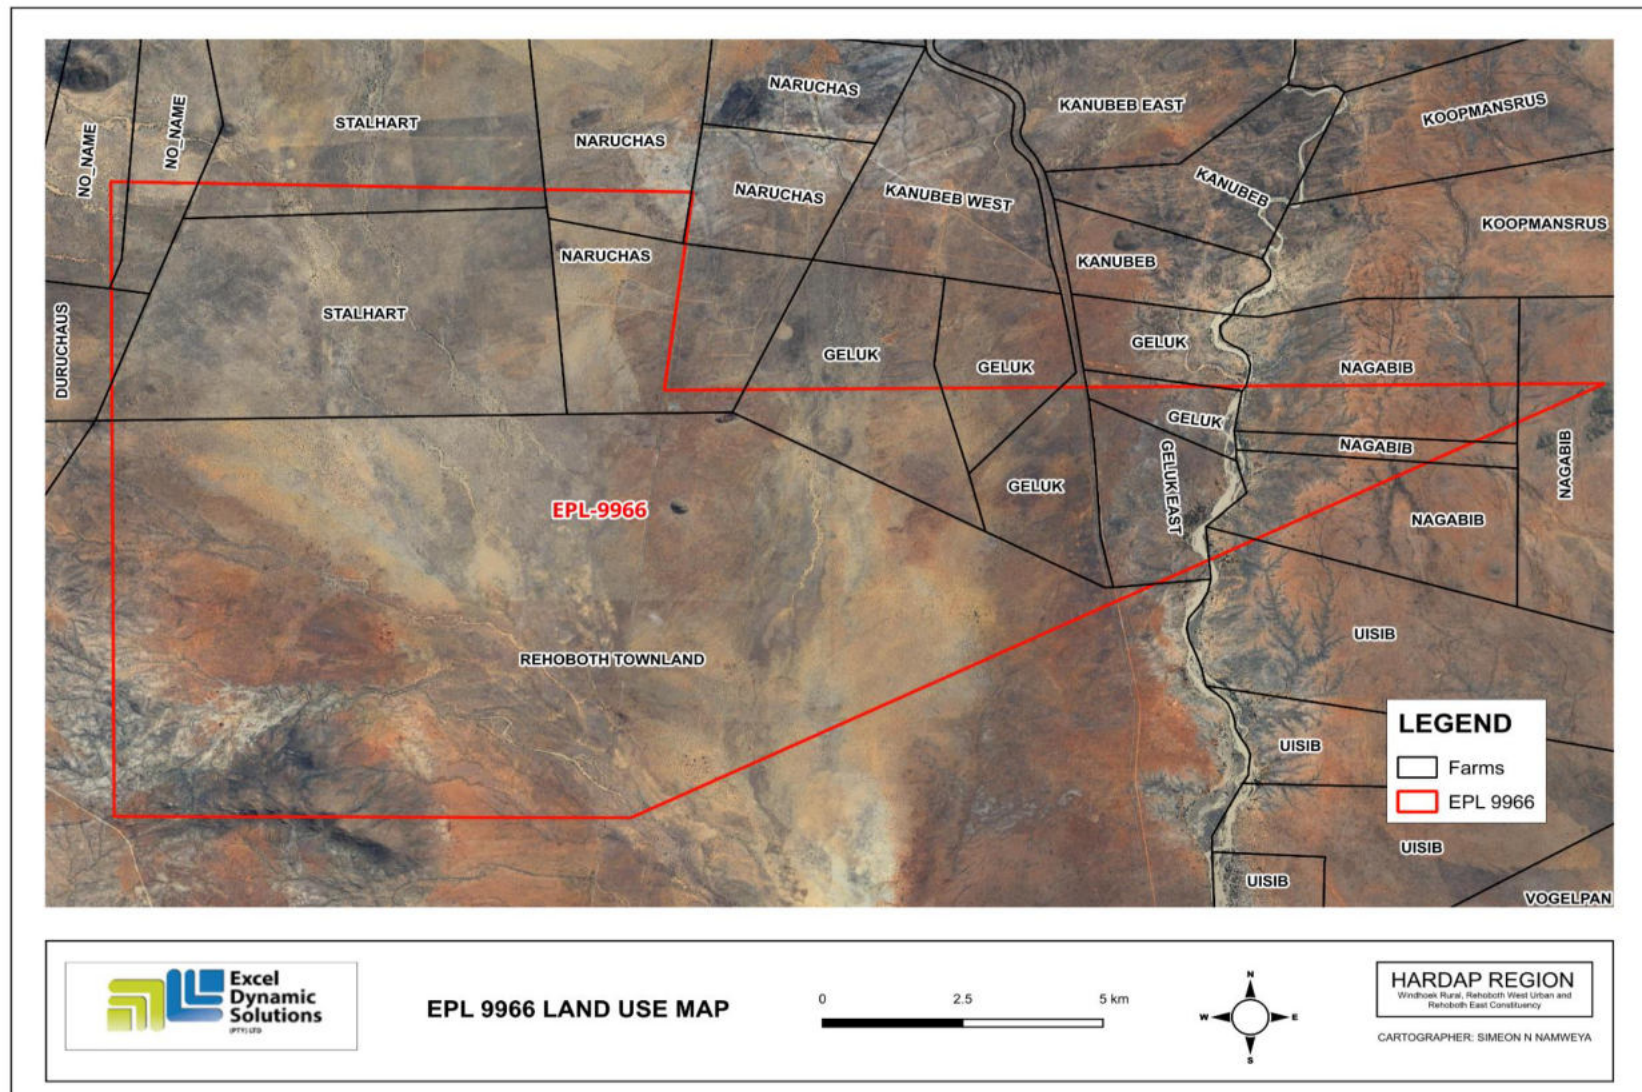 NARUCHAS
KANUBEB EAST
KOOPMANSRUS
STALHART
NO_NAME
NO_NAME
NARUCHAS
NARUCHAS
KANUBEB WEST
KANUBEB
KOOPMANSRUS
NARUCHAS
KANUBEB
STALHART
DURUCHAUS
GELUK
GELUK
GELUK
NAGABIB
GELUK
NAGABIB
NAGABIB
GELUK EAST
GELUK
EPL-9966
NAGABIB
REHOBOTH TOWNLAND
UISIB
UISIB
UISIB
UISIB
VOGELPAN
LEGEND
Farms
EPL 9966
Excel
Dynamic
Solutions
(PTY) LTD
EPL 9966 LAND USE MAP
0 2.5 5 km
N
W E
S
HARDAP REGION
Windhoek Rural, Rehoboth West Urban and
Rehoboth East Constituency
CARTOGRAPHER: SIMEON N NAMWEYA